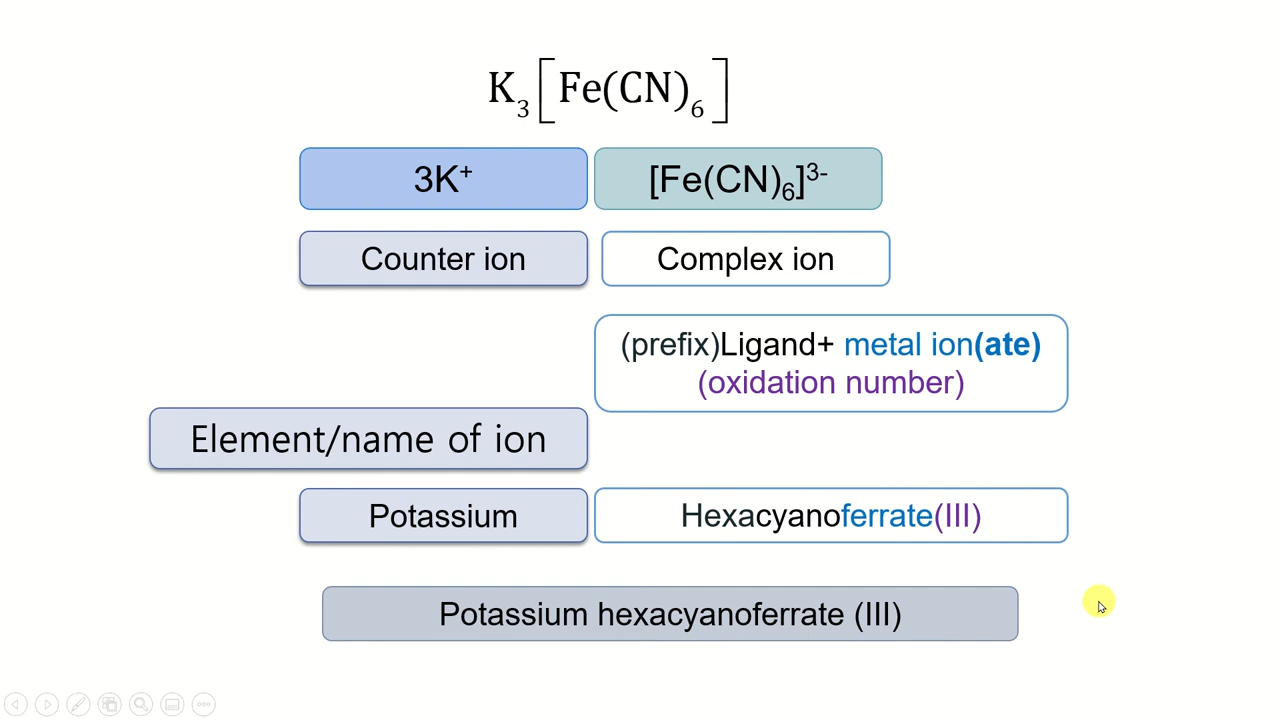 K₃[Fe(CN)₆]
3K⁺
[Fe(CN)₆]³⁻
Counter ion
Complex ion
(prefix)Ligand+ metal ion(ate)
(oxidation number)
Element/name of ion
Potassium
Hexacyanoferrate(III)
Potassium hexacyanoferrate (III)